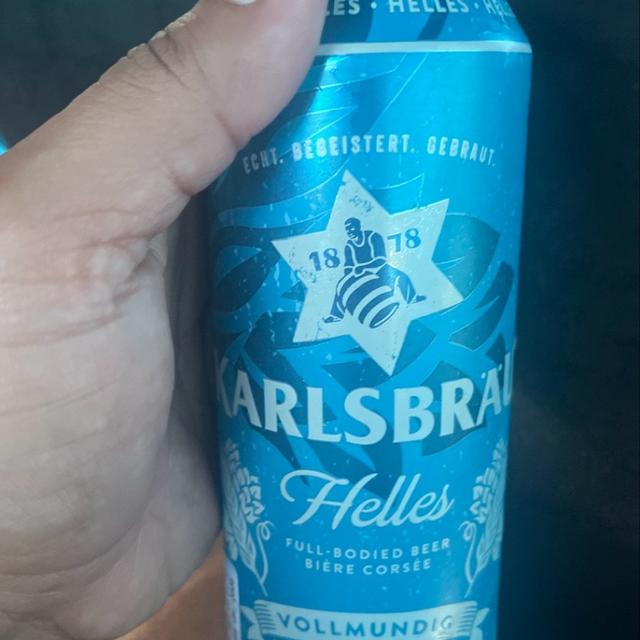 HELLES
ECHT. BEGEISTERT. GEBRAUT.
18 78
KARLSBRÄU
Helles
FULL-BODIED BEER
BIÈRE CORSÉE
VOLLMUNDIG